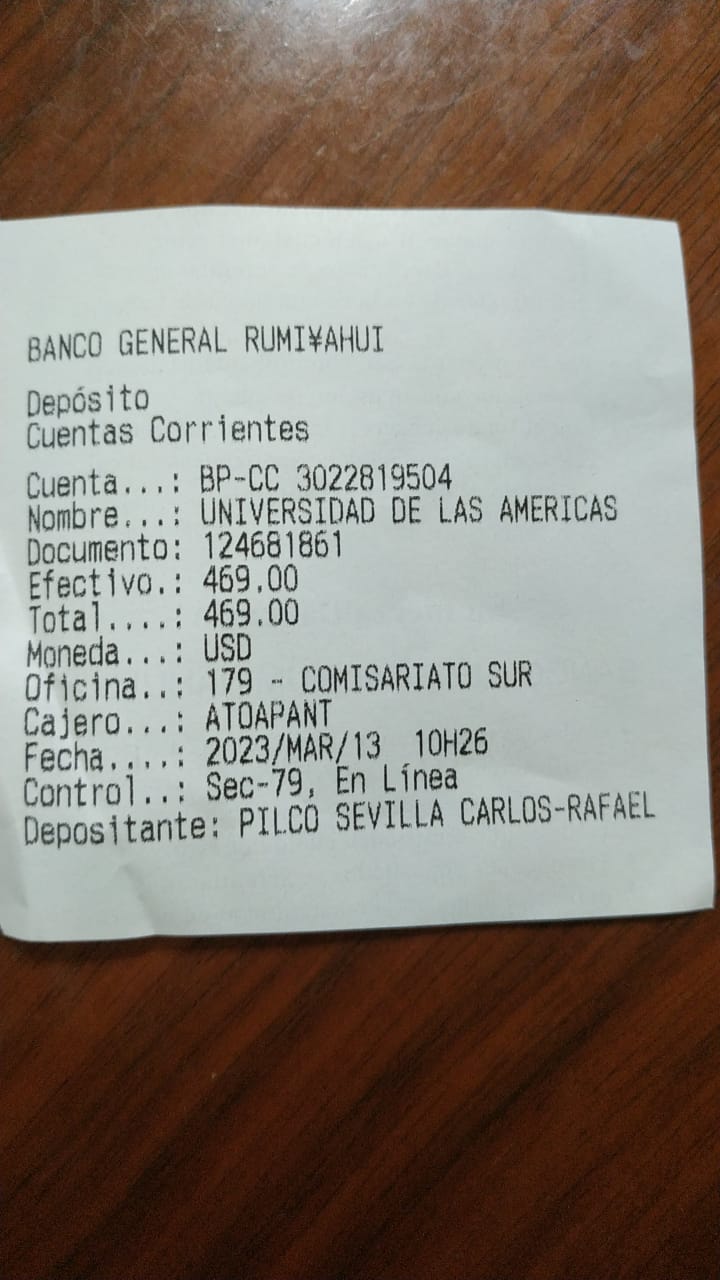 BANCO GENERAL RUMI¥AHUI
Depósito
Cuentas Corrientes
Cuenta...: BP-CC 3022819504
Nombre...: UNIVERSIDAD DE LAS AMERICAS
Documento: 124681861
Efectivo.: 469.00
Total....: 469.00
Moneda...: USD
Oficina..: 179 - COMISARIATO SUR
Cajero...: ATOAPANT
Fecha....: 2023/MAR/13  10H26
Control..: Sec-79, En Línea
Depositante: PILCO SEVILLA CARLOS-RAFAEL